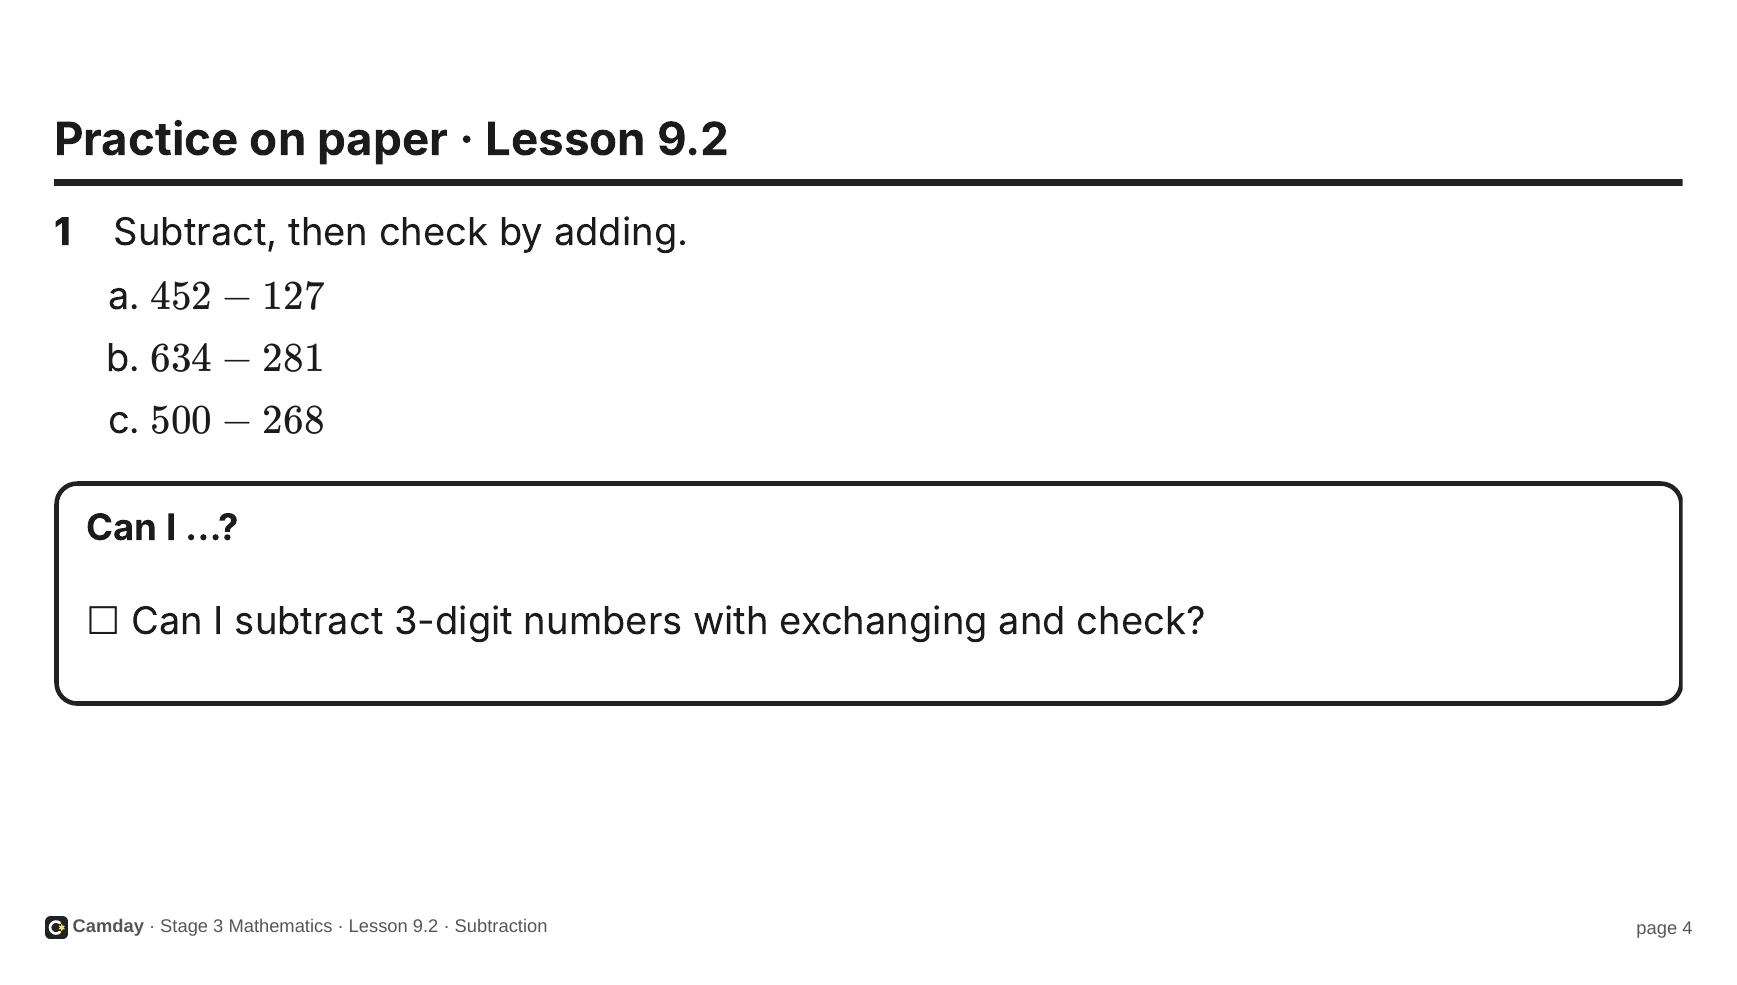 Practice on paper · Lesson 9.2
1 Subtract, then check by adding.
a. 452 − 127
b. 634 − 281
c. 500 − 268
Can I ...?
☐ Can I subtract 3-digit numbers with exchanging and check?
Camday · Stage 3 Mathematics · Lesson 9.2 · Subtraction
page 4